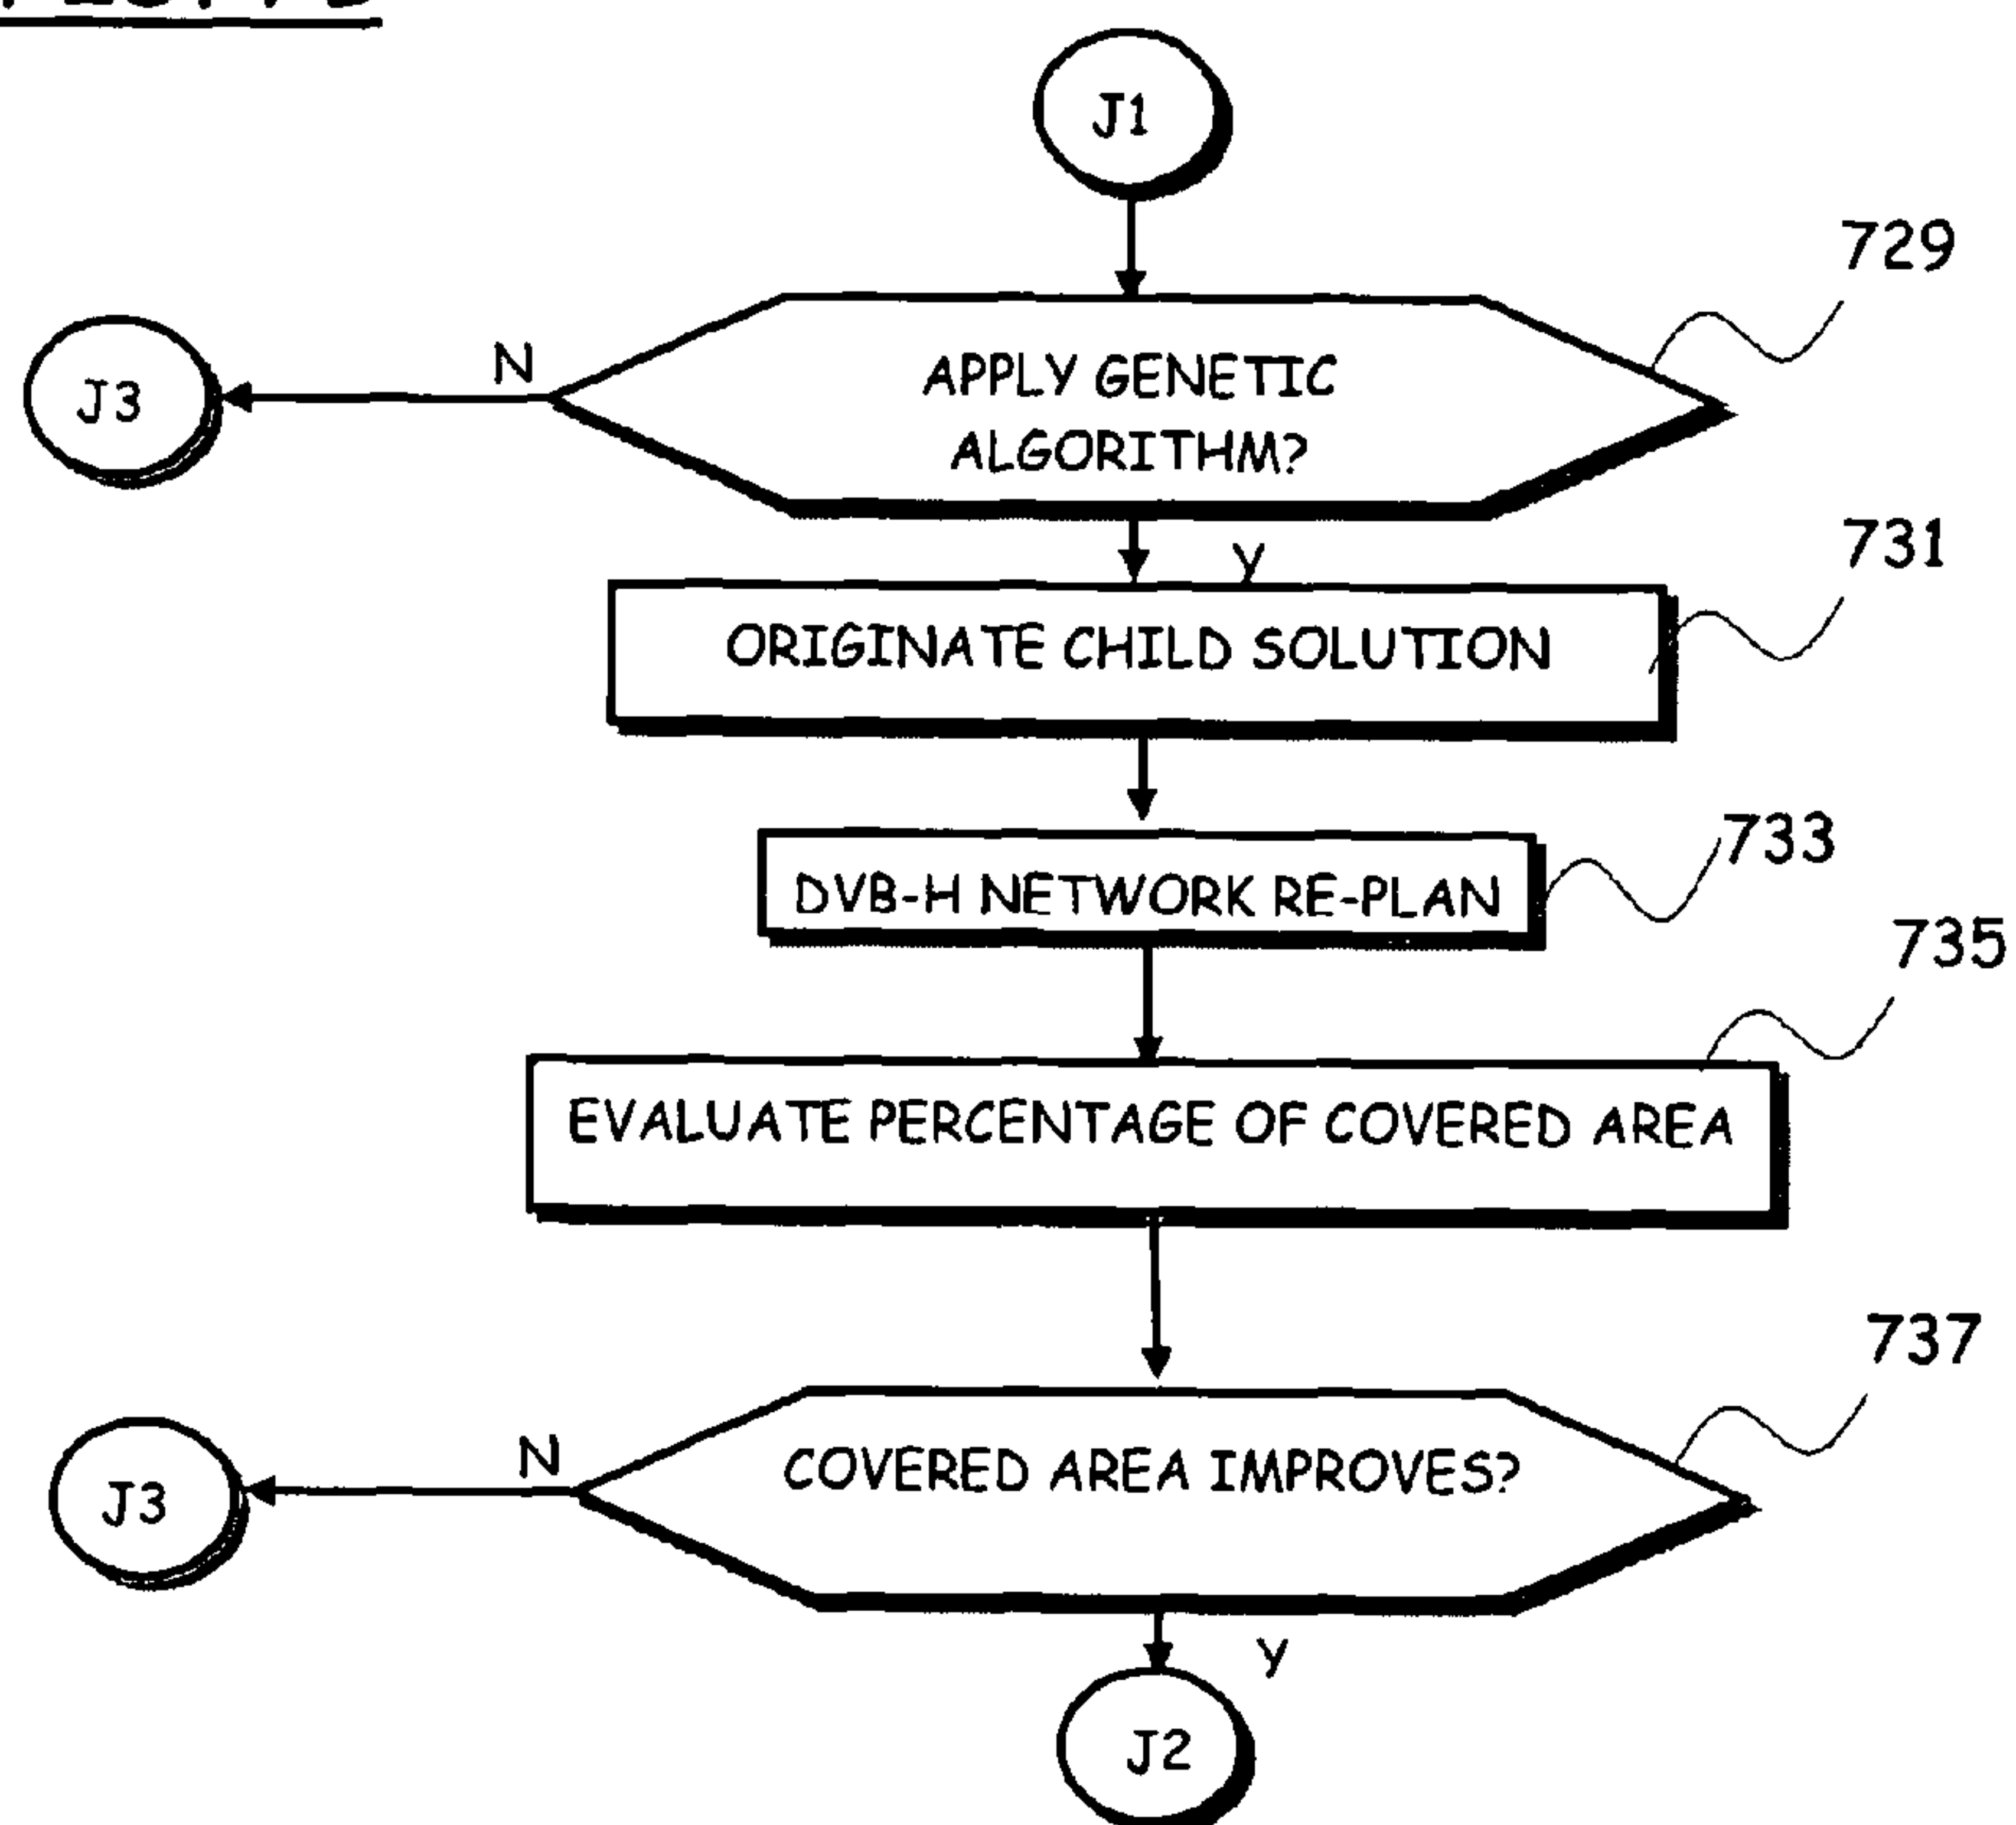 J1
729
N
J3
APPLY GENETIC
ALGORITHM?
y
731
ORIGINATE CHILD SOLUTION
733
DVB-H NETWORK RE-PLAN
735
EVALUATE PERCENTAGE OF COVERED AREA
737
N
J3
COVERED AREA IMPROVES?
y
J2